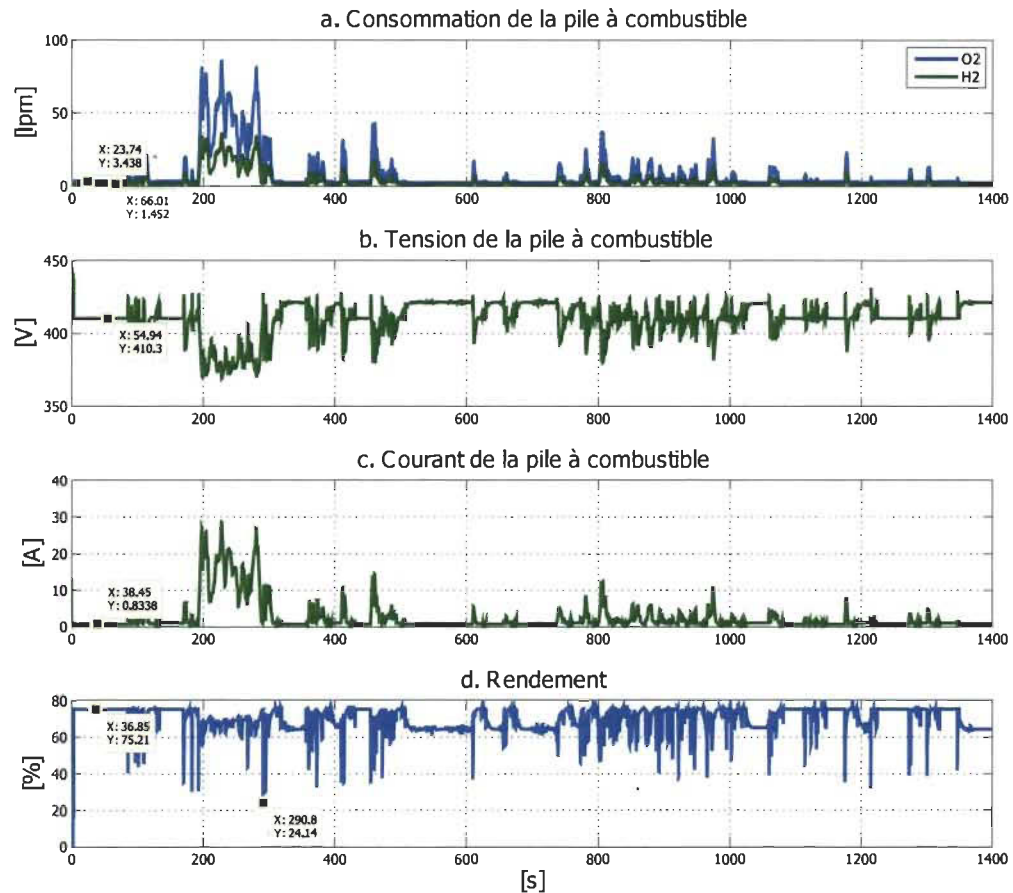 a. Consommation de la pile à combustible
100
50
0
[lpm]
O2
H2
X: 23.74
Y: 3.438
X: 66.01
Y: 1.452
0 200 400 600 800 1000 1200 1400
b. Tension de la pile à combustible
450
400
350
[V]
X: 54.94
Y: 410.3
0 200 400 600 800 1000 1200 1400
c. Courant de la pile à combustible
40
30
20
10
0
[A]
X: 38.45
Y: 0.8338
0 200 400 600 800 1000 1200 1400
d. Rendement
80
60
40
20
0
[%]
X: 36.85
Y: 75.21
X: 290.8
Y: 24.14
0 200 400 600 800 1000 1200 1400
[s]